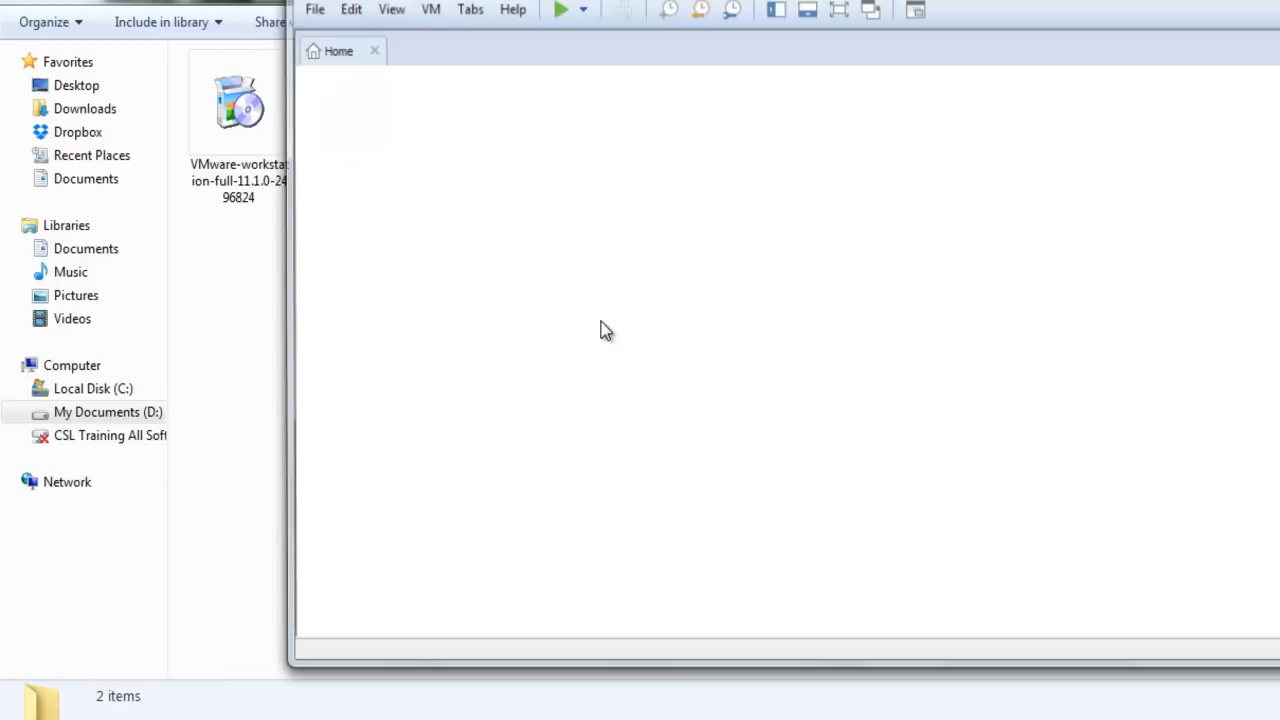 Organize
Include in library
Share
File Edit View VM Tabs Help
Home
Favorites
Desktop
Downloads
Dropbox
Recent Places
Documents
Libraries
Documents
Music
Pictures
Videos
Computer
Local Disk (C:)
My Documents (D:)
CSL Training All Soft
Network
VMware-workstat
ion-full-11.1.0-24
96824
2 items